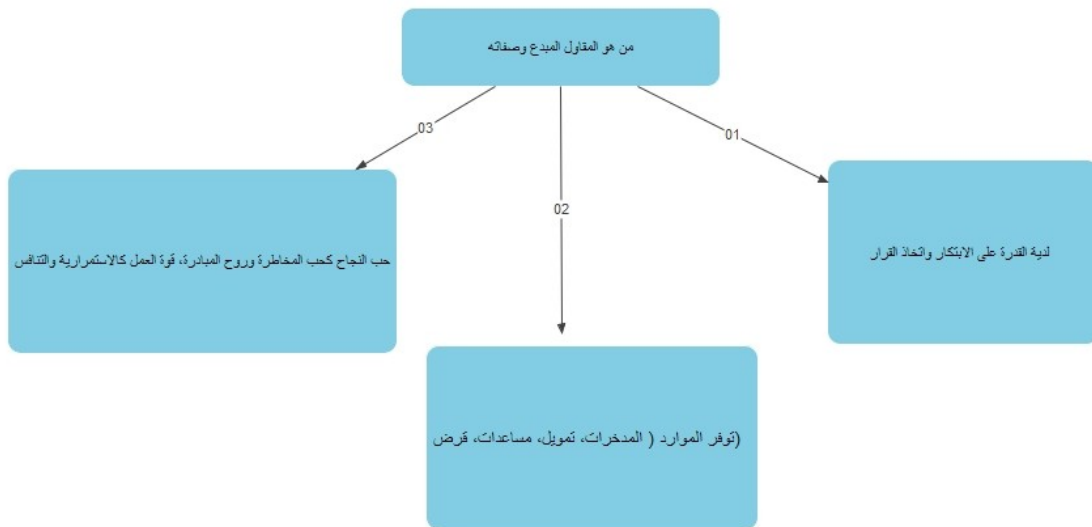 من هو المقاول المبدع وصفاته
01
لدية القدرة على الابتكار واتخاذ القرار
02
توفر الموارد ( المدخرات، تمويل، مساعدات، قرض)
03
حب النجاح كحب المخاطرة وروح المبادرة، قوة العمل كالاستمرارية والتنافس